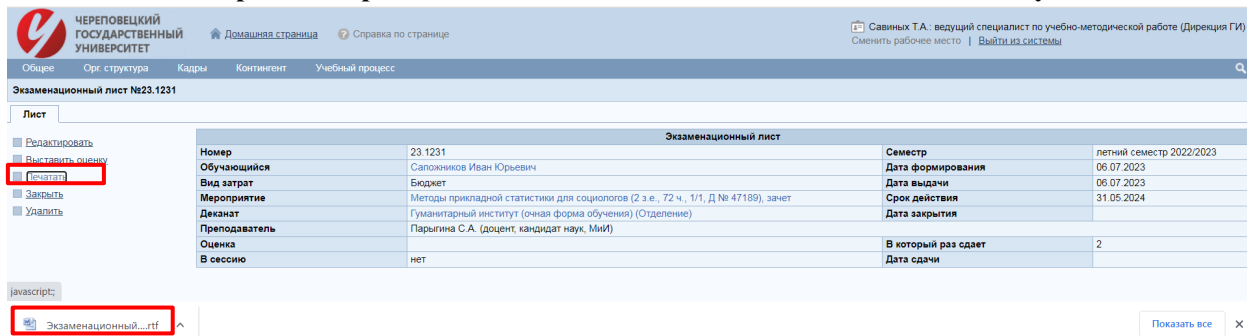 ЧЕРЕПОВЕЦКИЙ
ГОСУДАРСТВЕННЫЙ
УНИВЕРСИТЕТ
Домашняя страница Справка по странице
Савиных Т.А.: ведущий специалист по учебно-методической работе (Дирекция ГИ)
Сменить рабочее место | Выйти из системы
Общее Орг. структура Кадры Контингент Учебный процесс
Экзаменационный лист №23.1231
Лист
Редактировать
Выставить оценку
Печатать
Закрыть
Удалить
Экзаменационный лист
Номер 23.1231 Семестр летний семестр 2022/2023
Обучающийся Сапожников Иван Юрьевич Дата формирования 06.07.2023
Вид затрат Бюджет Дата выдачи 06.07.2023
Мероприятие Методы прикладной статистики для социологов (2 з.е., 72 ч., 1/1, Д № 47189), зачет Срок действия 31.05.2024
Деканат Гуманитарный институт (очная форма обучения) (Отделение) Дата закрытия
Преподаватель Парыгина С.А. (доцент, кандидат наук, МиИ)
Оценка В который раз сдает 2
В сессию нет Дата сдачи
javascript:;
Экзаменационный....rtf Показать все